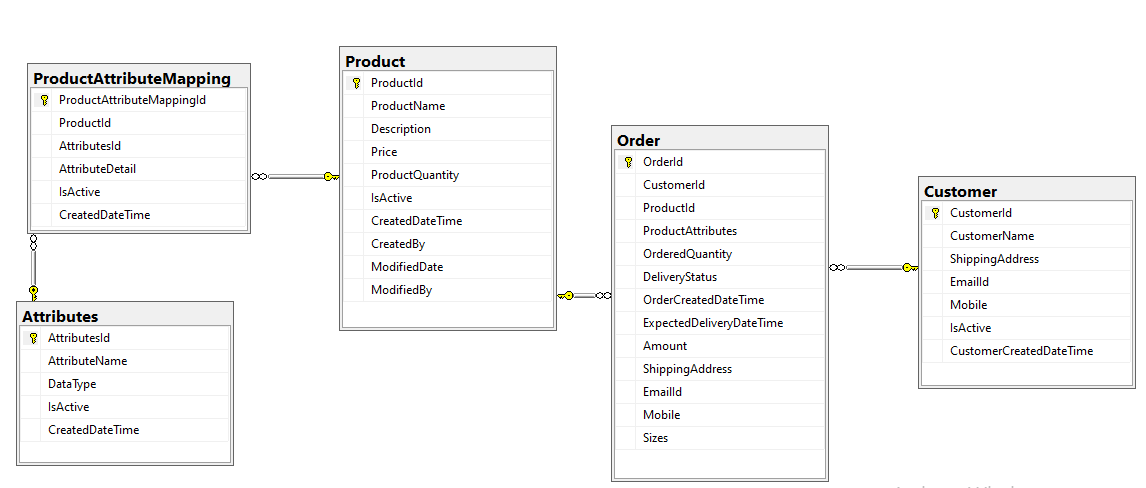 ProductAttributeMapping
ProductAttributeMappingId
ProductId
AttributesId
AttributeDetail
IsActive
CreatedDateTime
Product
ProductId
ProductName
Description
Price
ProductQuantity
IsActive
CreatedDateTime
CreatedBy
ModifiedDate
ModifiedBy
Order
OrderId
CustomerId
ProductId
ProductAttributes
OrderedQuantity
DeliveryStatus
OrderCreatedDateTime
ExpectedDeliveryDateTime
Amount
ShippingAddress
EmailId
Mobile
Sizes
Customer
CustomerId
CustomerName
ShippingAddress
EmailId
Mobile
IsActive
CustomerCreatedDateTime
Attributes
AttributesId
AttributeName
DataType
IsActive
CreatedDateTime